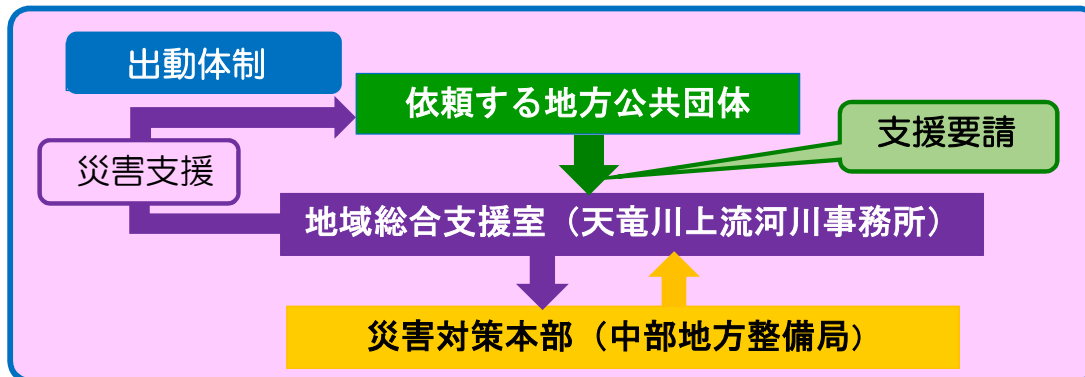 出動体制
依頼する地方公共団体
支援要請
災害支援
地域総合支援室（天竜川上流河川事務所）
災害対策本部（中部地方整備局）